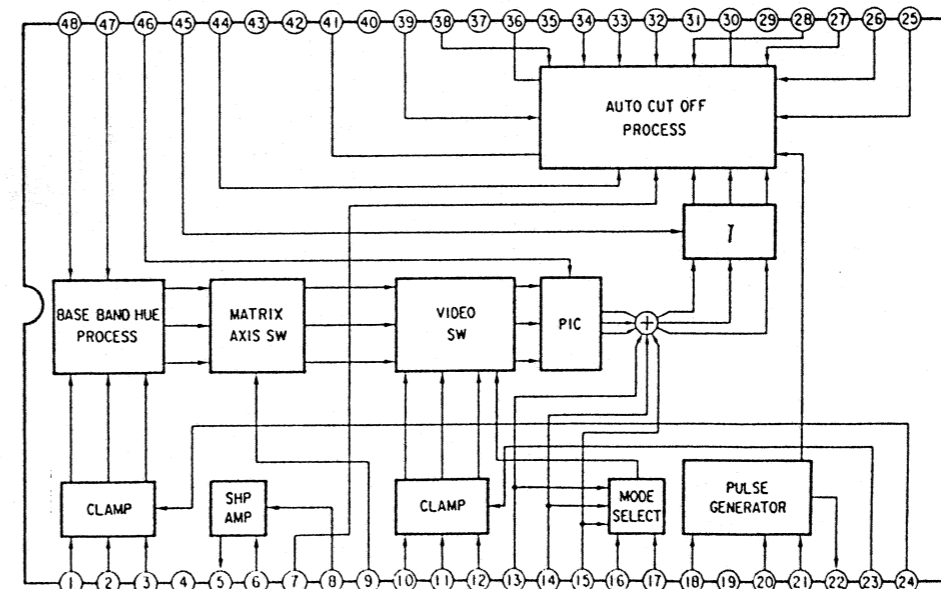 48 47 46 45 44 43 42 41 40 39 38 37 36 35 34 33 32 31 30 29 28 27 26 25
AUTO CUT OFF
PROCESS
γ
BASE BAND HUE
PROCESS
MATRIX
AXIS SW
VIDEO
SW
PIC
+
CLAMP
SHP
AMP
CLAMP
MODE
SELECT
PULSE
GENERATOR
1 2 3 4 5 6 7 8 9 10 11 12 13 14 15 16 17 18 19 20 21 22 23 24